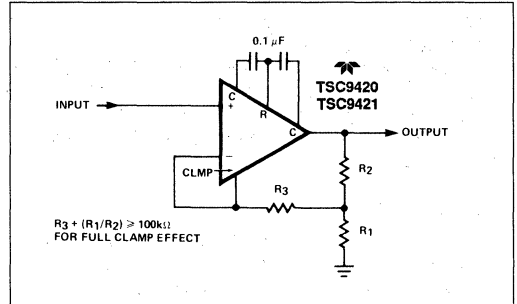 0.1 μF
TSC9420
TSC9421
C
+
R
C
INPUT
OUTPUT
−
CLMP
R2
R3
R3 + (R1/R2) ⩾ 100kΩ
FOR FULL CLAMP EFFECT
R1